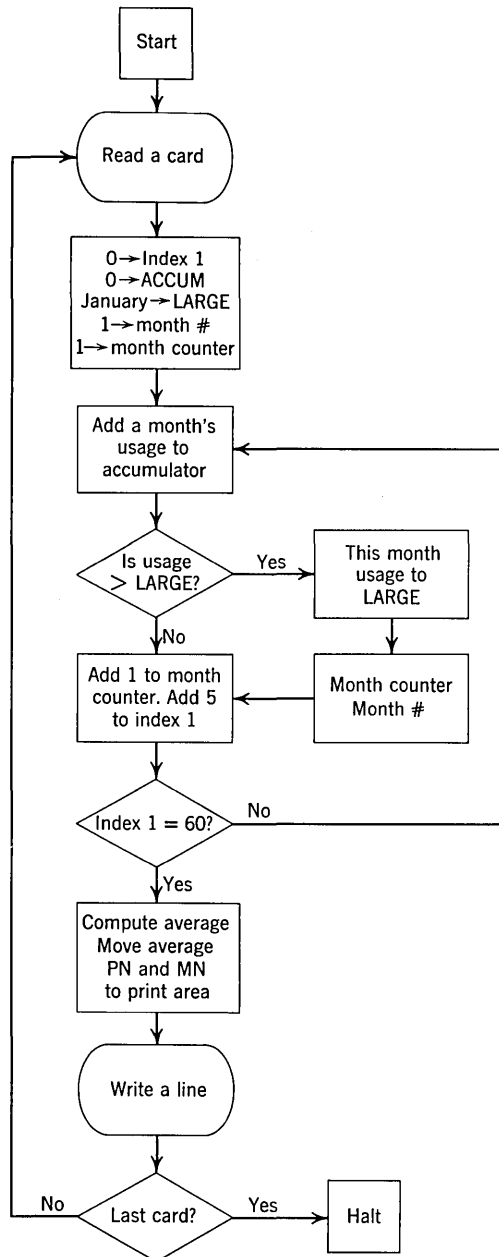 Start
Read a card
0→Index 1
0→ACCUM
January→LARGE
1→month #
1→month counter
Add a month's
usage to
accumulator
Is usage
> LARGE?
Yes
This month
usage to
LARGE
No
Add 1 to month
counter. Add 5
to index 1
Month counter
Month #
Index 1 = 60?
No
Yes
Compute average
Move average
PN and MN
to print area
Write a line
Last card?
No
Yes
Halt